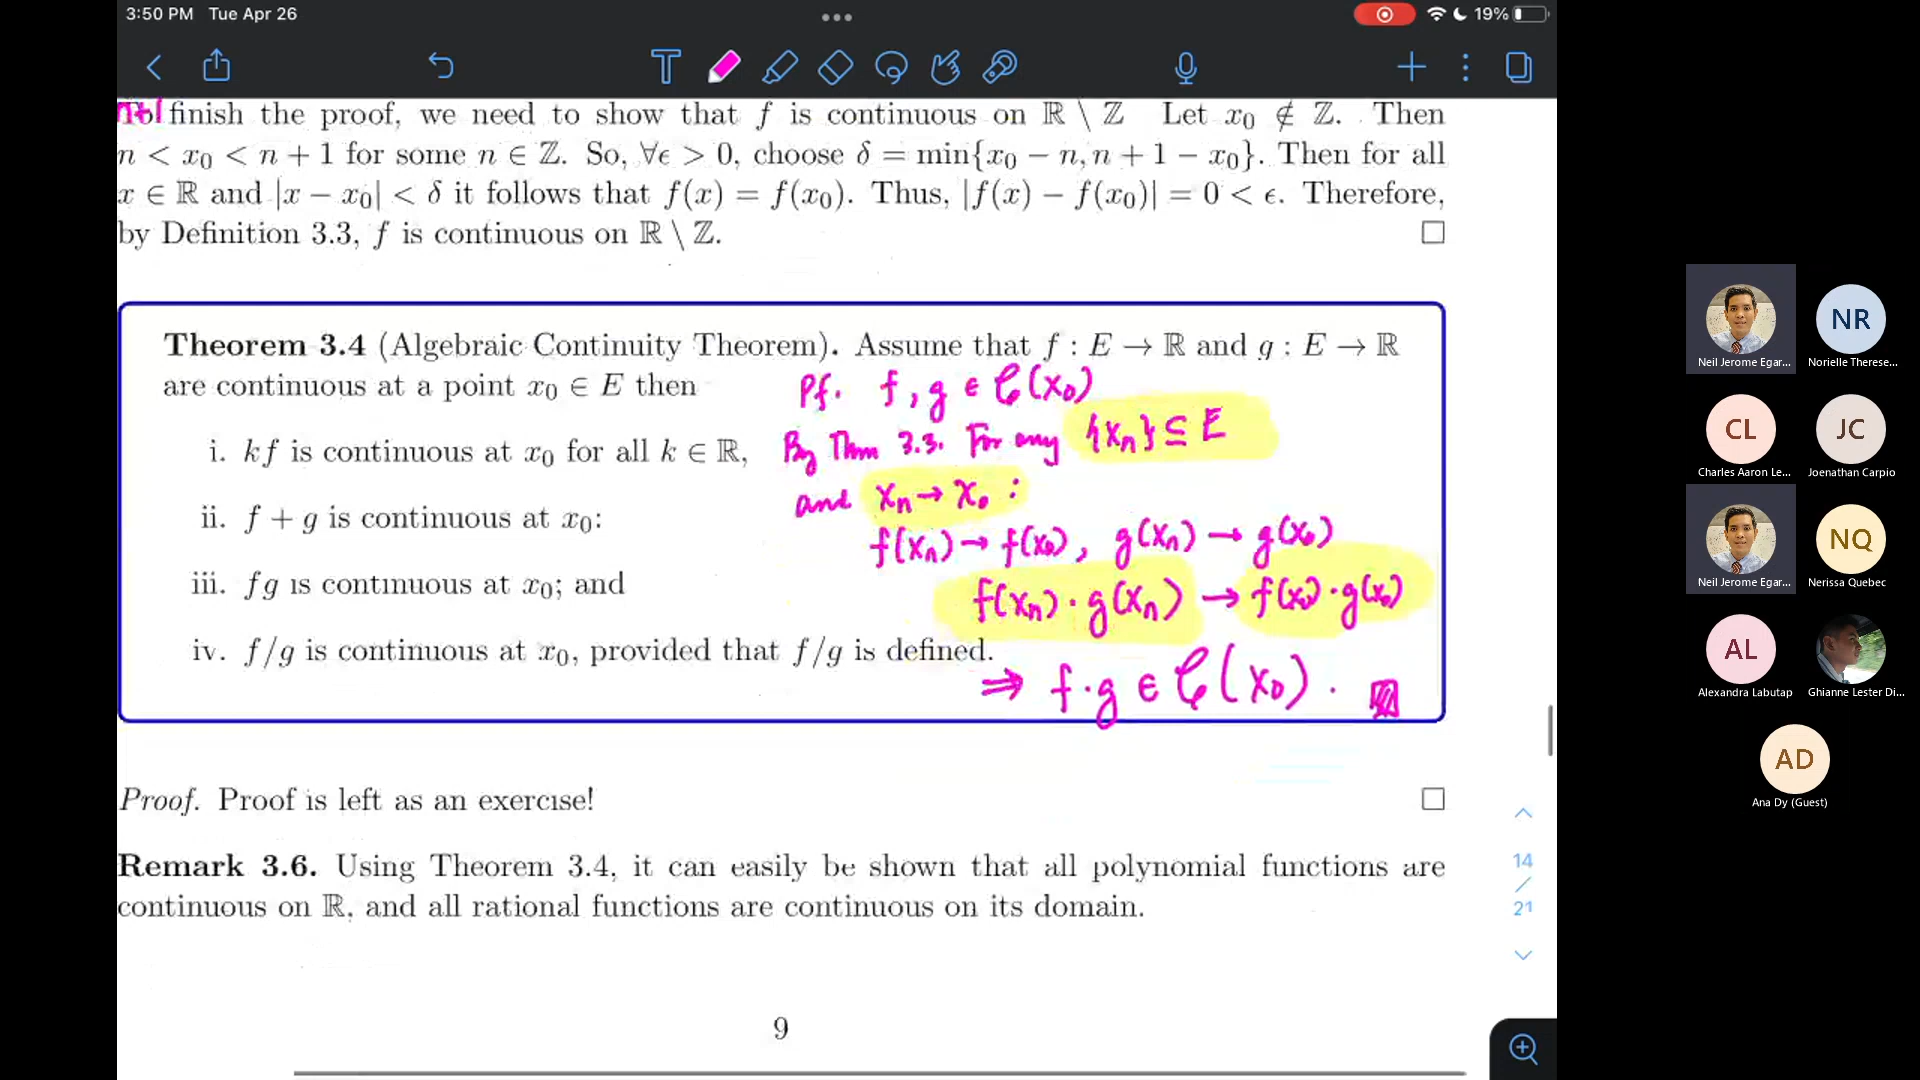 3:50 PM Tue Apr 26
19%
To finish the proof, we need to show that f is continuous on ℝ \ ℤ Let x₀ ∉ ℤ. Then
n < x₀ < n + 1 for some n ∈ ℤ. So, ∀ϵ > 0, choose δ = min{x₀ − n, n + 1 − x₀}. Then for all
x ∈ ℝ and |x − x₀| < δ it follows that f(x) = f(x₀). Thus, |f(x) − f(x₀)| = 0 < ϵ. Therefore,
by Definition 3.3, f is continuous on ℝ \ ℤ. □
Theorem 3.4 (Algebraic Continuity Theorem). Assume that f : E → ℝ and g : E → ℝ
are continuous at a point x₀ ∈ E then
Pf. f, g ∈ 𝒞(x₀)
i. kf is continuous at x₀ for all k ∈ ℝ,
By Thm 3.3. For any {xₙ} ⊆ E
and xₙ → x₀ :
ii. f + g is continuous at x₀:
f(xₙ) → f(x₀), g(xₙ) → g(x₀)
iii. fg is continuous at x₀; and
f(xₙ) · g(xₙ) → f(x₀) · g(x₀)
iv. f/g is continuous at x₀, provided that f/g is defined.
⇒ f·g ∈ 𝒞(x₀).
Proof. Proof is left as an exercise! □
Remark 3.6. Using Theorem 3.4, it can easily be shown that all polynomial functions are
continuous on ℝ, and all rational functions are continuous on its domain.
9
14
/
21
NR
Neil Jerome Egar... Norielle Therese...
CL JC
Charles Aaron Le... Joenathan Carpio
NQ
Neil Jerome Egar... Nerissa Quebec
AL
Alexandra Labutap Ghianne Lester Di...
AD
Ana Dy (Guest)